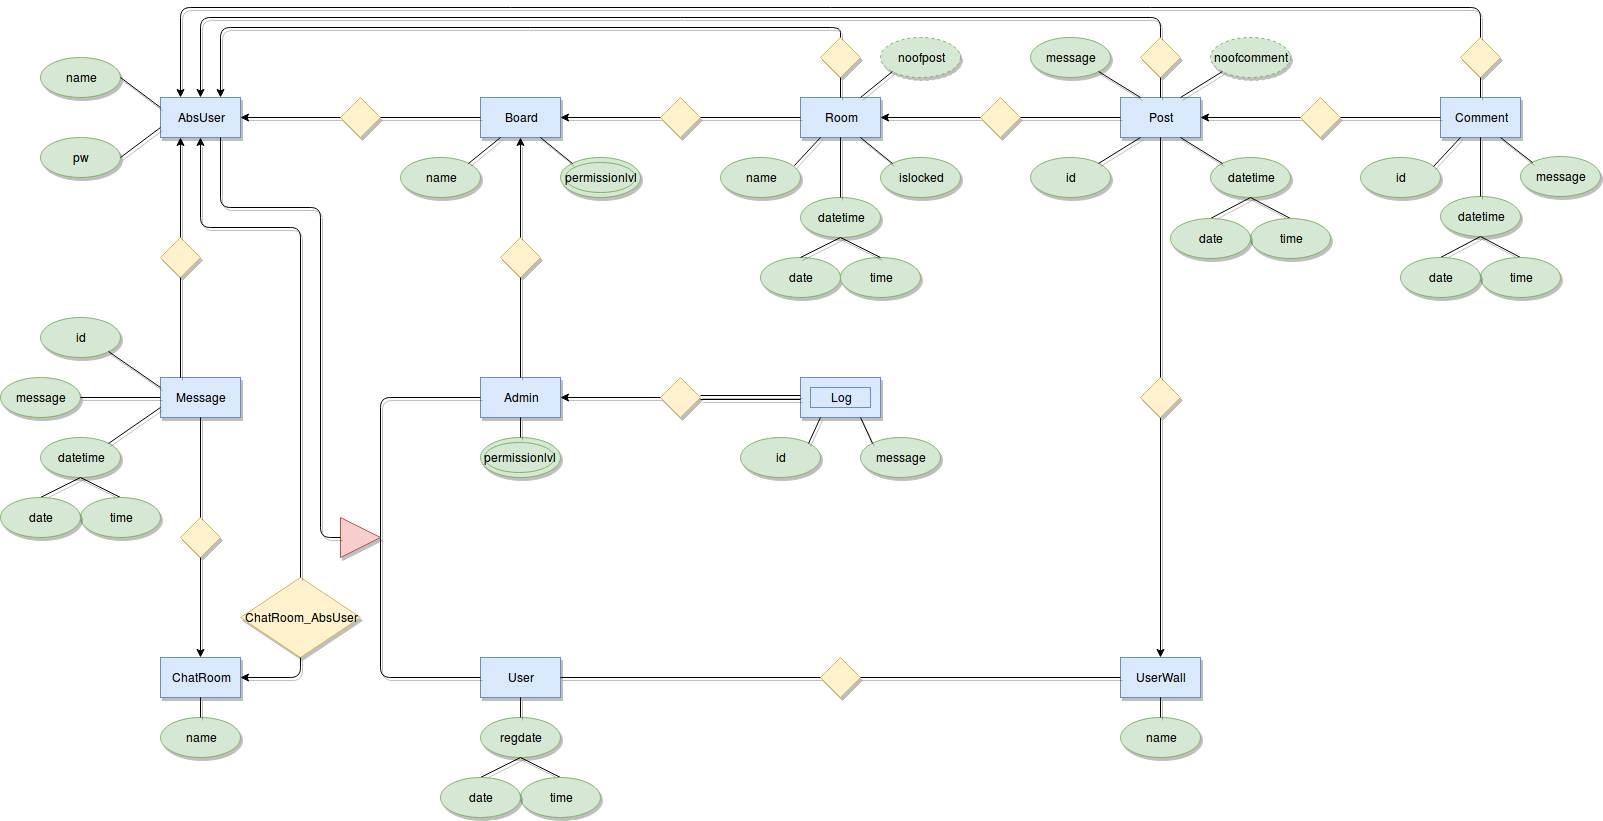 noofpost
message
noofcomment
name
AbsUser
Board
Room
Post
Comment
pw
name
permissionlvl
name
islocked
id
datetime
id
message
datetime
datetime
date
time
date
time
date
time
id
message
Message
Admin
Log
datetime
permissionlvl
id
message
date
time
ChatRoom_AbsUser
ChatRoom
User
UserWall
name
regdate
name
date
time